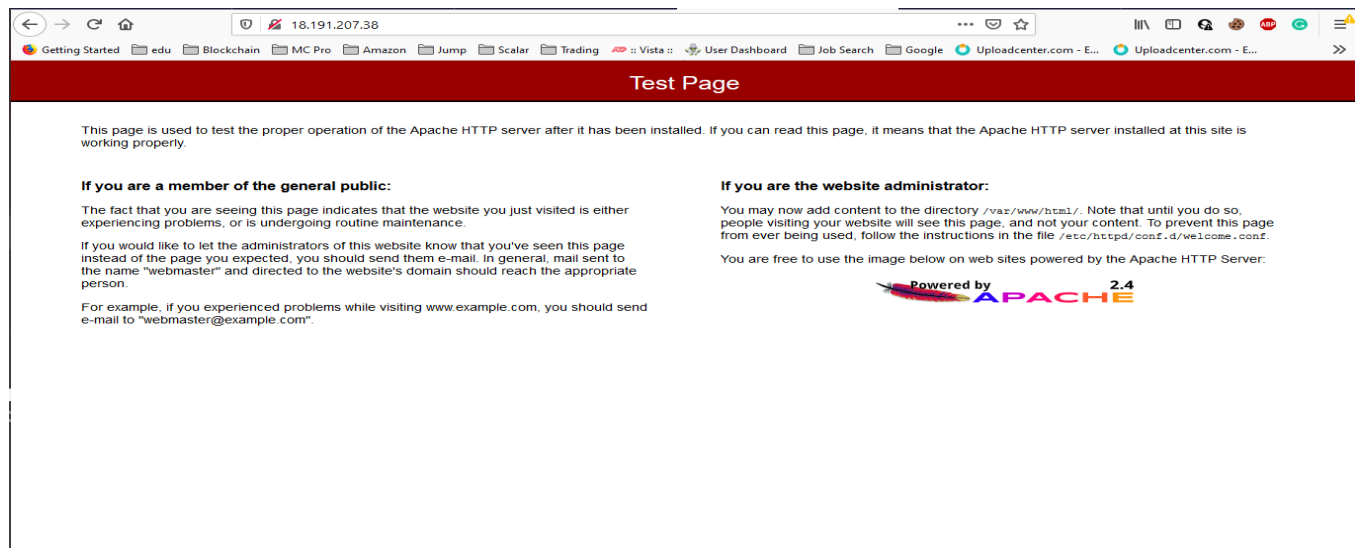 18.191.207.38
Getting Started edu Blockchain MC Pro Amazon Jump Scalar Trading :: Vista :: User Dashboard Job Search Google Uploadcenter.com - E... Uploadcenter.com - E...
Test Page
This page is used to test the proper operation of the Apache HTTP server after it has been installed. If you can read this page, it means that the Apache HTTP server installed at this site is
working properly.
If you are a member of the general public:
The fact that you are seeing this page indicates that the website you just visited is either
experiencing problems, or is undergoing routine maintenance.
If you would like to let the administrators of this website know that you've seen this page
instead of the page you expected, you should send them e-mail. In general, mail sent to
the name "webmaster" and directed to the website's domain should reach the appropriate
person.
For example, if you experienced problems while visiting www.example.com, you should send
e-mail to "webmaster@example.com".
If you are the website administrator:
You may now add content to the directory /var/www/html/. Note that until you do so,
people visiting your website will see this page, and not your content. To prevent this page
from ever being used, follow the instructions in the file /etc/httpd/conf.d/welcome.conf.
You are free to use the image below on web sites powered by the Apache HTTP Server:
Powered by 2.4
APACHE